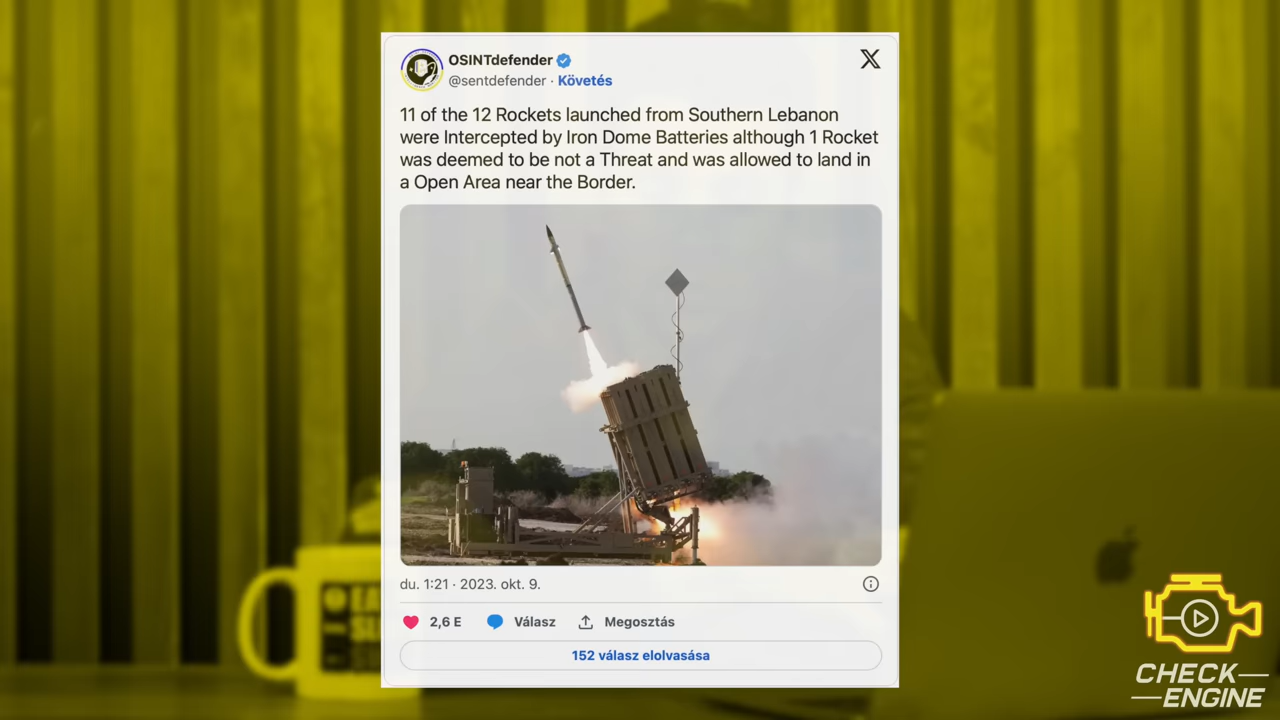 OSINTdefender
@sentdefender · Követés
11 of the 12 Rockets launched from Southern Lebanon
were Intercepted by Iron Dome Batteries although 1 Rocket
was deemed to be not a Threat and was allowed to land in
a Open Area near the Border.
du. 1:21 · 2023. okt. 9.
2,6 E Válasz Megosztás
152 válasz elolvasása
CHECK
ENGINE